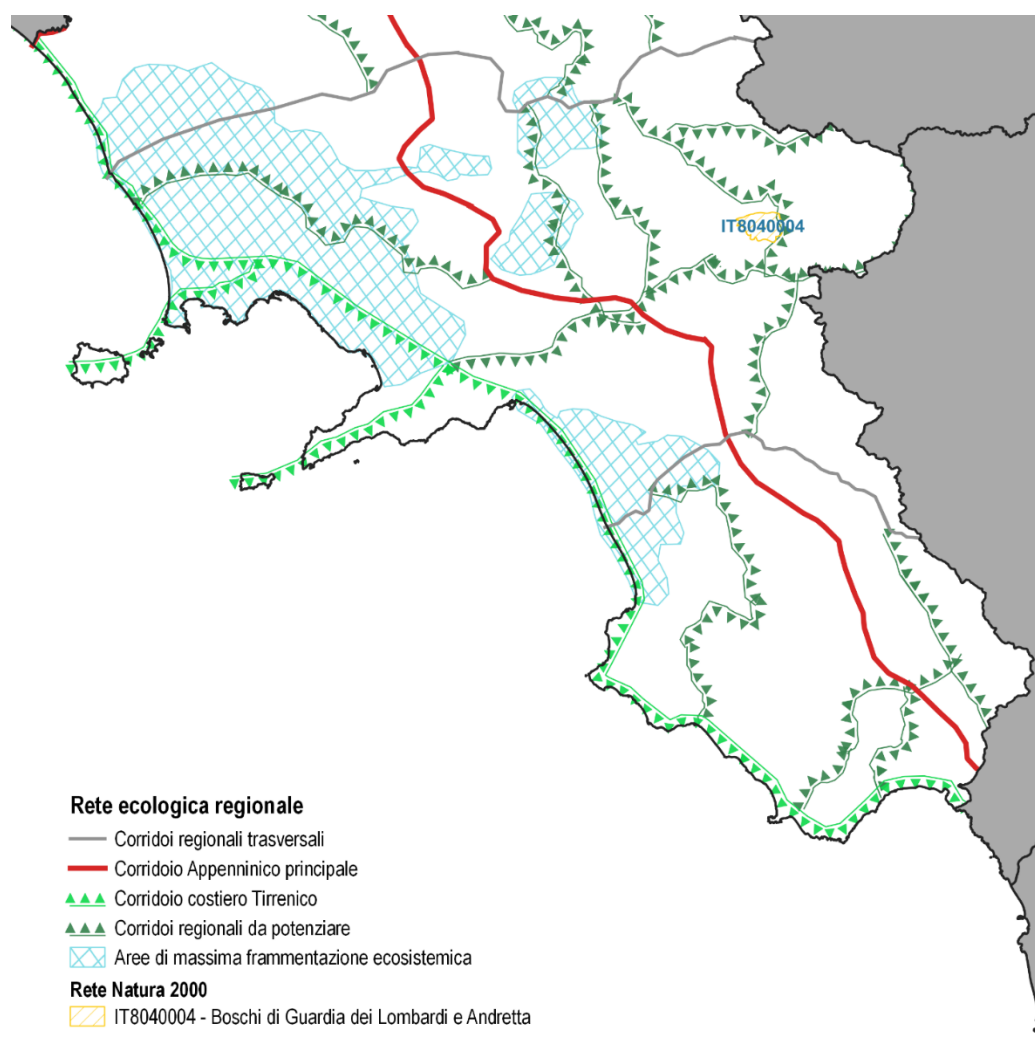 IT8040004
Rete ecologica regionale
Corridoi regionali trasversali
Corridoio Appenninico principale
Corridoio costiero Tirrenico
Corridoi regionali da potenziare
Aree di massima frammentazione ecosistemica
Rete Natura 2000
IT8040004 - Boschi di Guardia dei Lombardi e Andretta